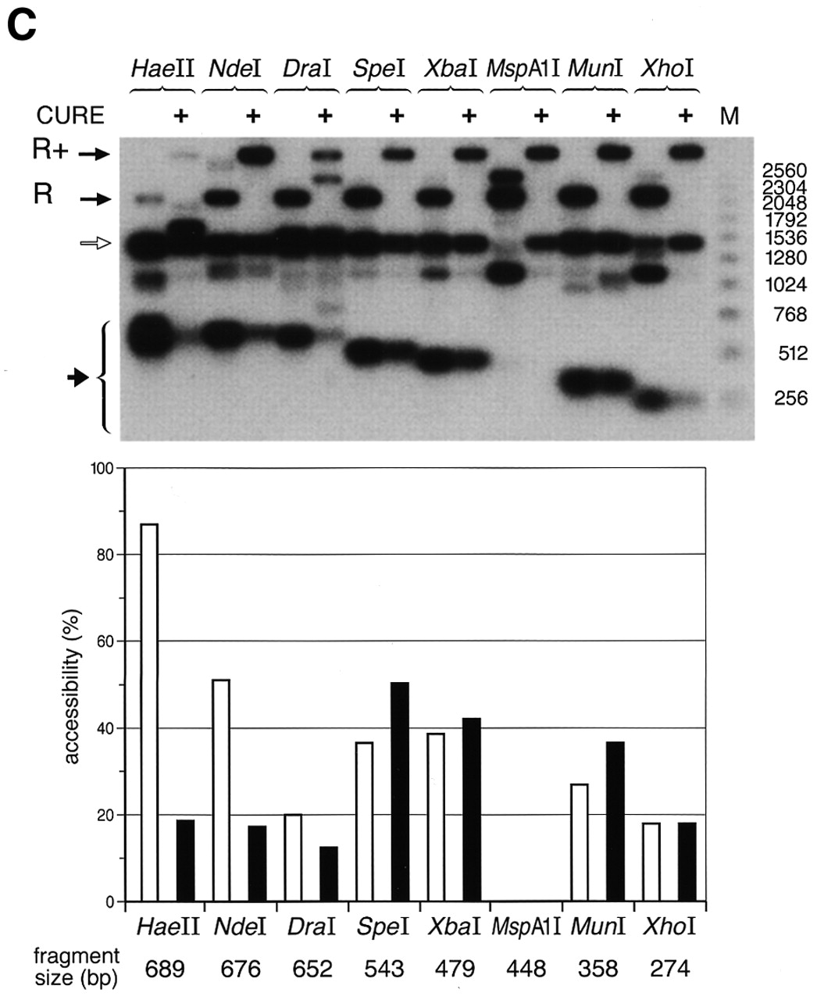 C
HaeII NdeI DraI SpeI XbaI MspA1I MunI XhoI
CURE + + + + + + + + M
R+
R
2560
2304
2048
1792
1536
1280
1024
768
512
256
100
80
60
40
20
0
accessibility (%)
HaeII NdeI DraI SpeI XbaI MspA1I MunI XhoI
fragment
size (bp) 689 676 652 543 479 448 358 274